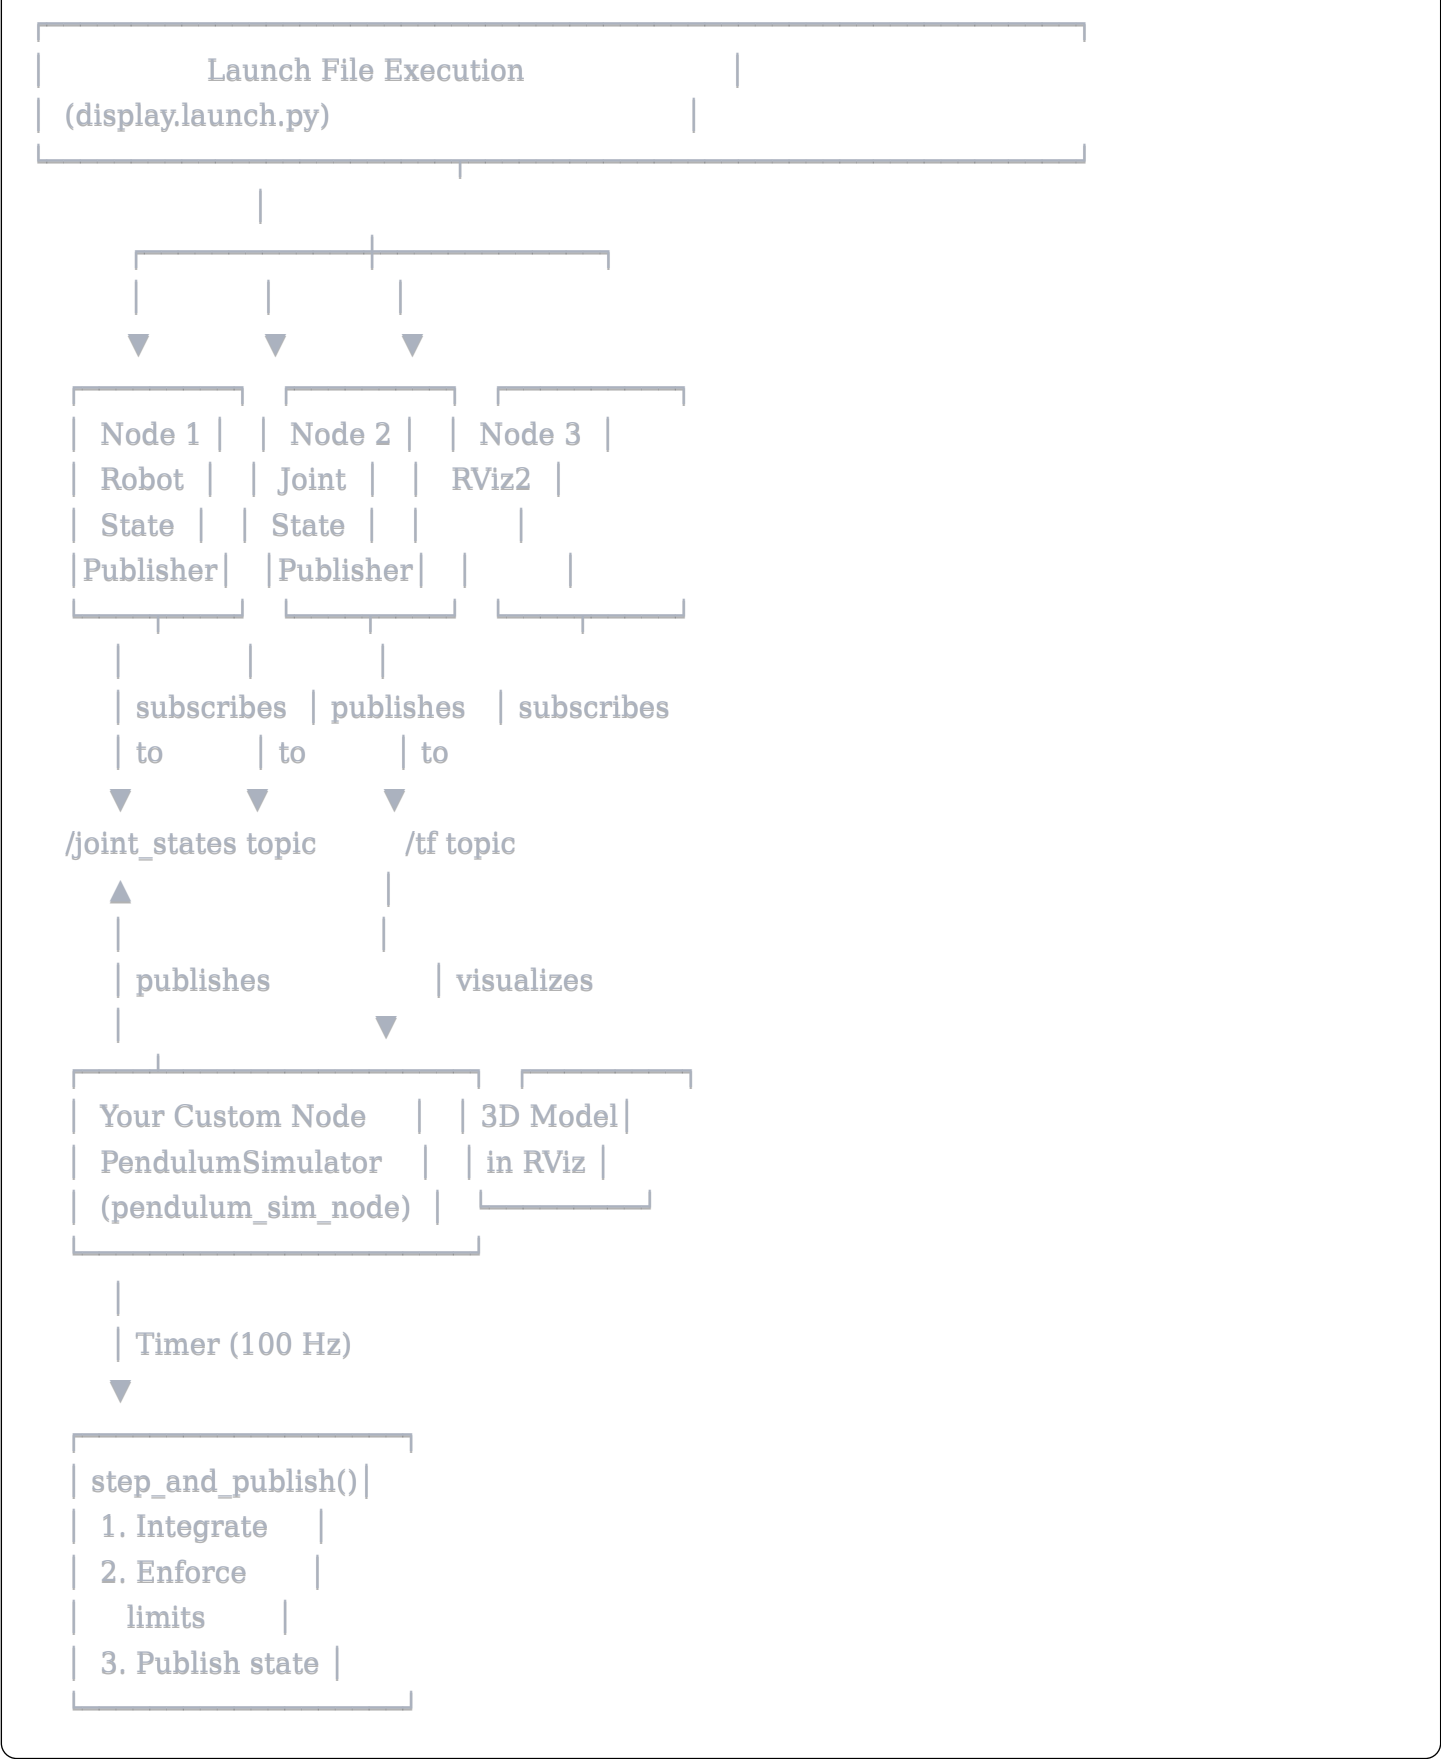 Launch File Execution
(display.launch.py)
Node 1 Node 2 Node 3
Robot Joint RViz2
State State
Publisher Publisher
subscribes publishes subscribes
to to to
/joint_states topic /tf topic
publishes visualizes
Your Custom Node 3D Model
PendulumSimulator in RViz
(pendulum_sim_node)
Timer (100 Hz)
step_and_publish()
1. Integrate
2. Enforce
limits
3. Publish state